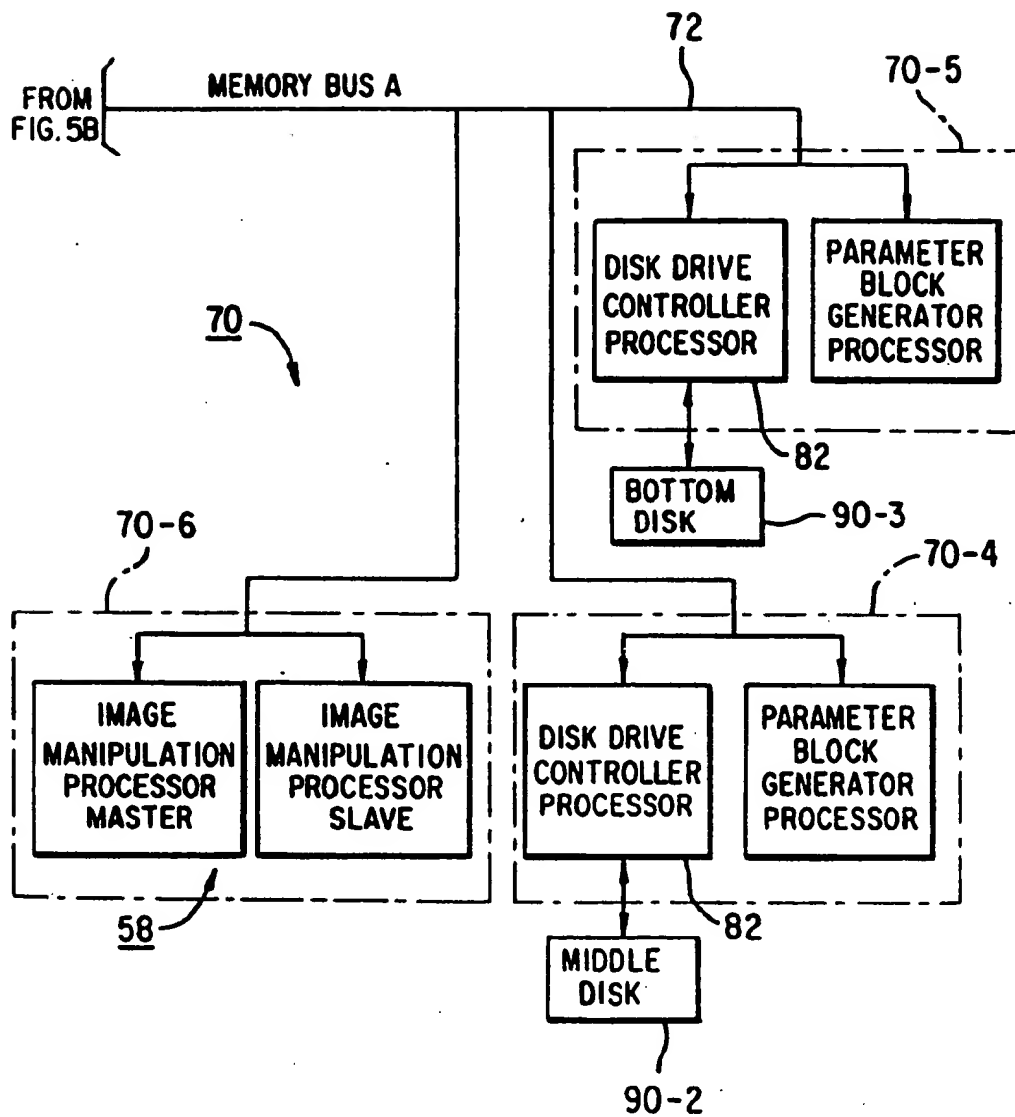 72
MEMORY BUS A
FROM
FIG. 5B
70-5
DISK DRIVE
CONTROLLER
PROCESSOR
PARAMETER
BLOCK
GENERATOR
PROCESSOR
70
82
BOTTOM
DISK
90-3
70-6
70-4
IMAGE
MANIPULATION
PROCESSOR
MASTER
IMAGE
MANIPULATION
PROCESSOR
SLAVE
DISK DRIVE
CONTROLLER
PROCESSOR
PARAMETER
BLOCK
GENERATOR
PROCESSOR
58
82
MIDDLE
DISK
90-2